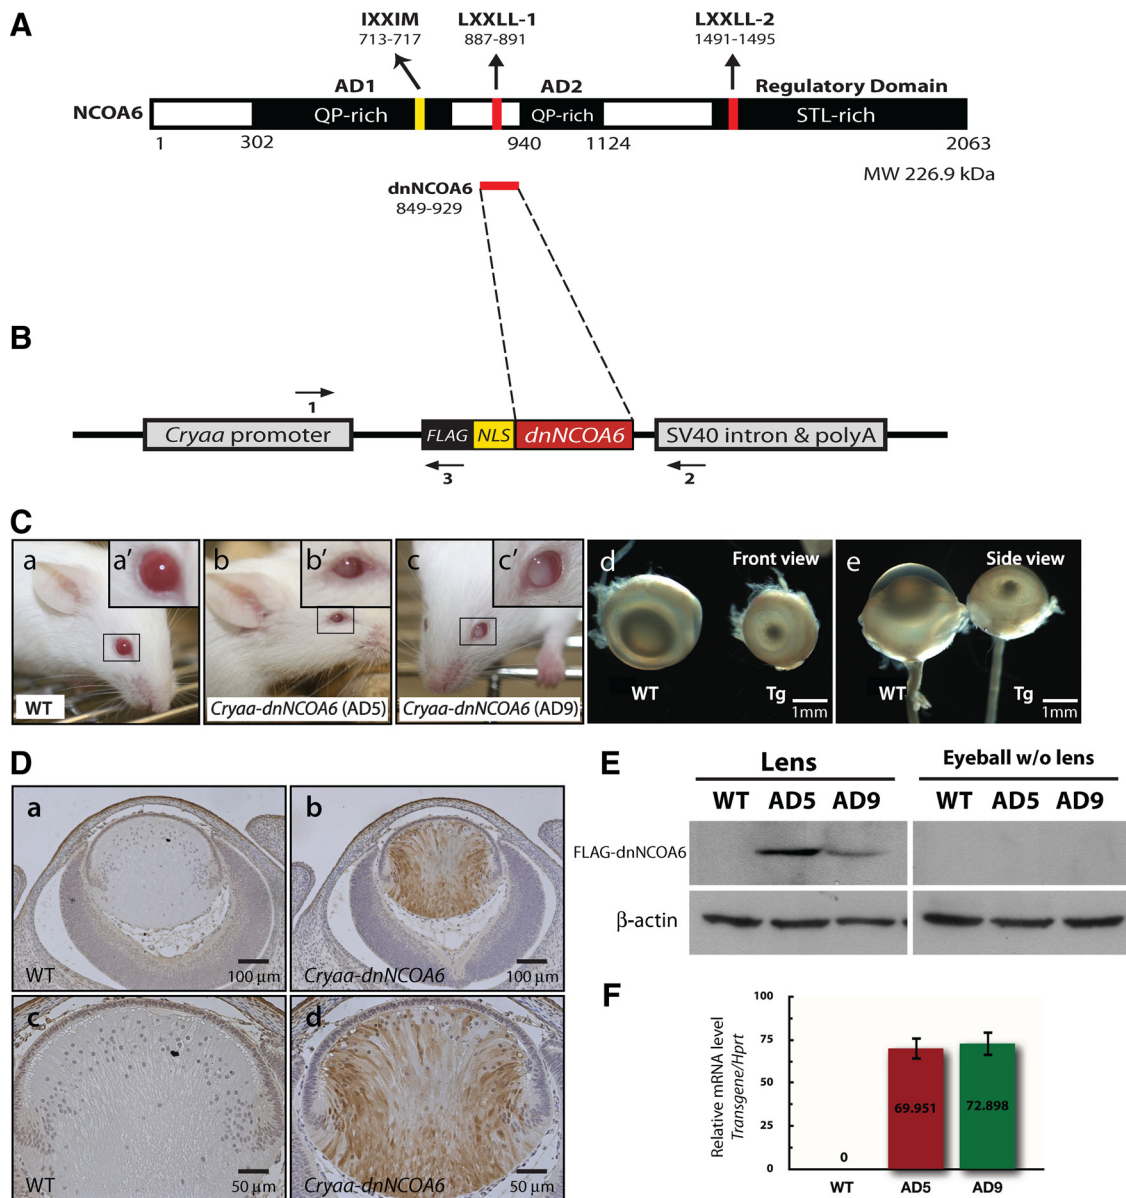 A
IXXIM LXXLL-1 LXXLL-2
713-717 887-891 1491-1495
AD1 AD2 Regulatory Domain
NCOA6 QP-rich QP-rich STL-rich
1 302 940 1124 2063
MW 226.9 kDa
dnNCOA6
849-929
B
1
Cryaa promoter FLAG NLS dnNCOA6 SV40 intron & polyA
3 2
C
a a' b b' c c' d Front view e Side view
WT Tg WT Tg
WT Cryaa-dnNCOA6 (AD5) Cryaa-dnNCOA6 (AD9) 1mm 1mm
D
a b
WT 100 µm Cryaa-dnNCOA6 100 µm
c d
WT 50 µm Cryaa-dnNCOA6 50 µm
E
Lens Eyeball w/o lens
WT AD5 AD9 WT AD5 AD9
FLAG-dnNCOA6
β-actin
F
Relative mRNA level
Transgene/Hprt
100
75
50
25
0
0 69.951 72.898
WT AD5 AD9